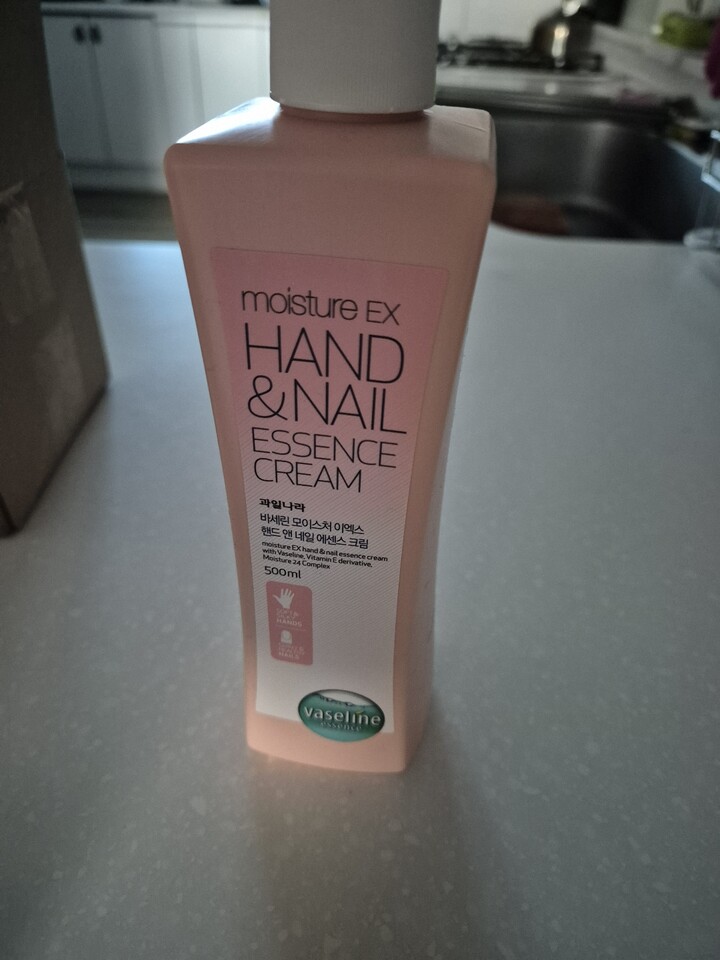 moisture EX
HAND
&NAIL
ESSENCE
CREAM
과일나라
바세린 모이스처 이엑스
핸드 앤 네일 에센스 크림
moisture EX hand & nail essence cream
with Vaseline, Vitamin E derivative,
Moisture 24 Complex
500ml
HANDS
NAILS
vaseline
essence